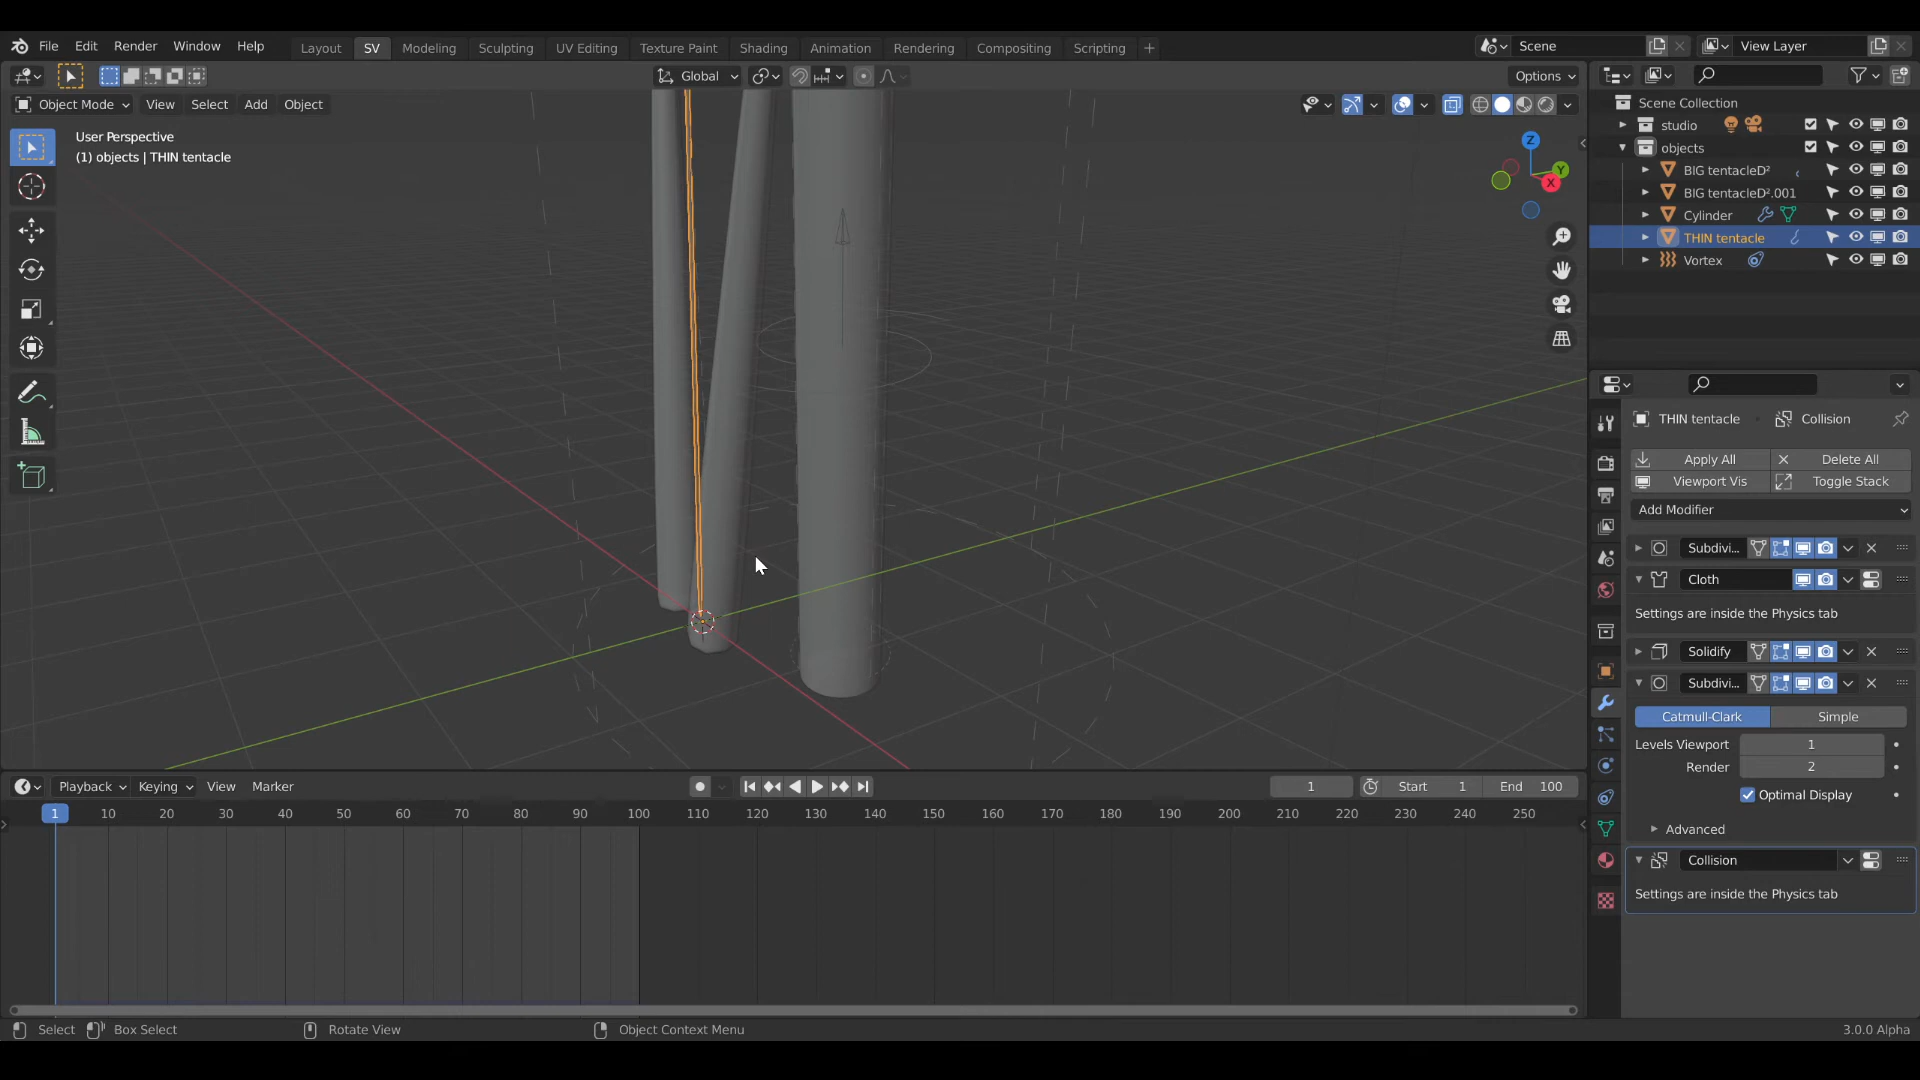 File Edit Render Window Help Layout SV Modeling Sculpting UV Editing Texture Paint Shading Animation Rendering Compositing Scripting + Scene View Layer
Global Options
Object Mode View Select Add Object
Scene Collection
studio
User Perspective
(1) objects | THIN tentacle
objects
BIG tentacleD²
BIG tentacleD².001
Cylinder
THIN tentacle
Vortex
Z
Y
X
THIN tentacle Collision
Apply All Delete All
Viewport Vis Toggle Stack
Add Modifier
Subdivi...
Cloth
Settings are inside the Physics tab
Solidify
Subdivi...
Catmull-Clark Simple
Levels Viewport 1
Render 2
Optimal Display
Advanced
Collision
Settings are inside the Physics tab
Playback Keying View Marker 1 Start 1 End 100
1 10 20 30 40 50 60 70 80 90 100 110 120 130 140 150 160 170 180 190 200 210 220 230 240 250
Select Box Select Rotate View Object Context Menu 3.0.0 Alpha